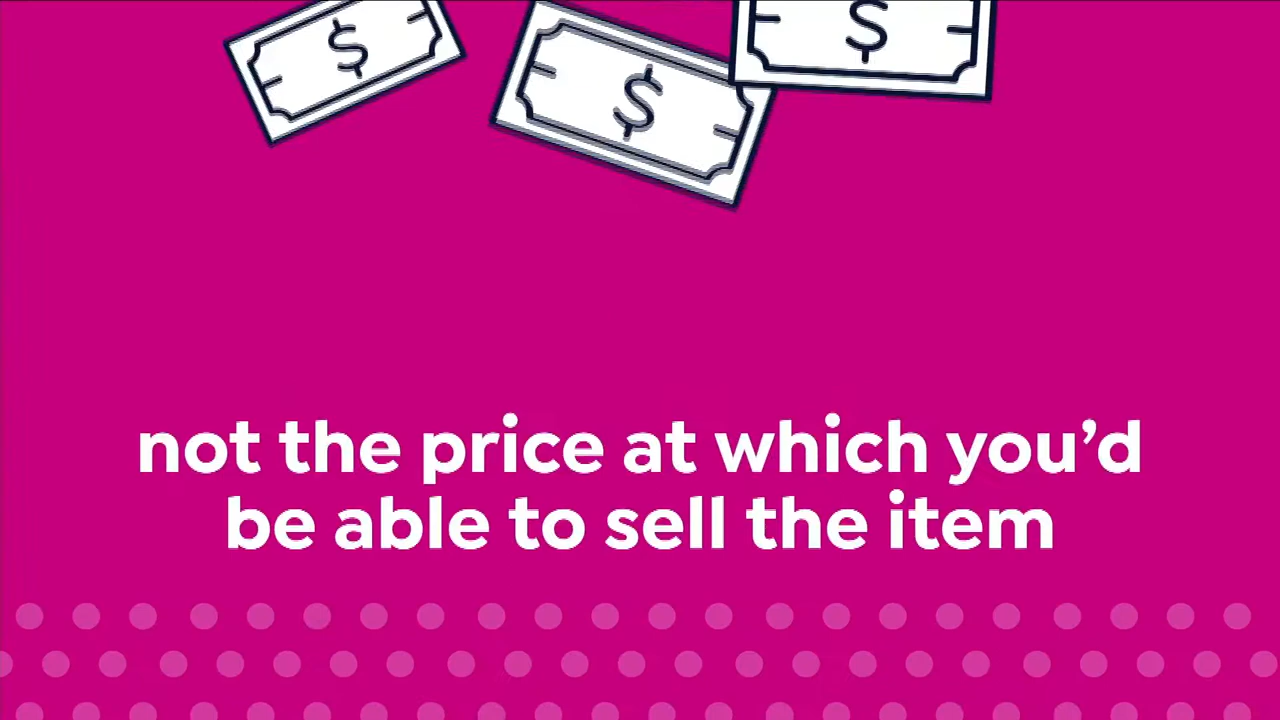 $
$
$
not the price at which you’d
be able to sell the item